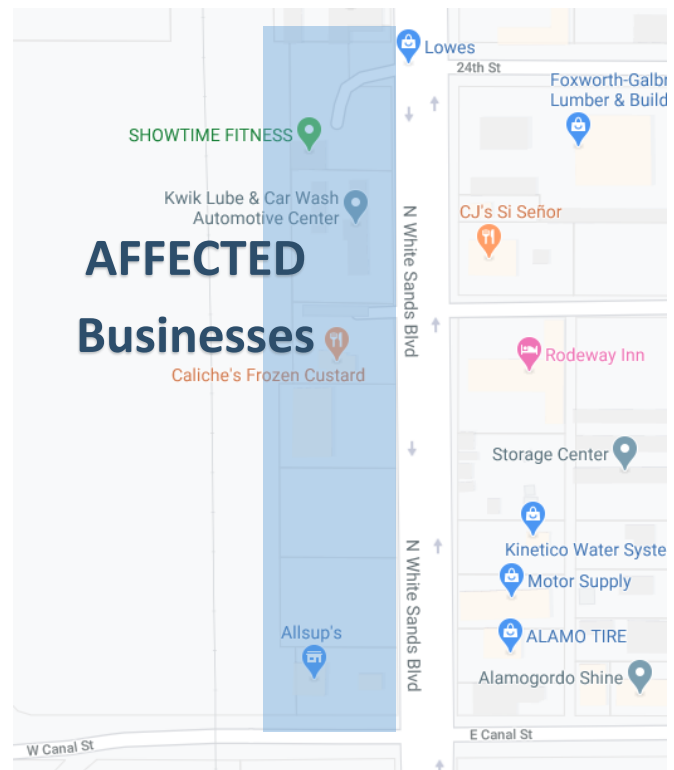 Lowes
24th St
Foxworth-Galbr
Lumber & Build
SHOWTIME FITNESS
Kwik Lube & Car Wash
Automotive Center
CJ's Si Señor
N White Sands Blvd
AFFECTED
Businesses
Rodeway Inn
Caliche's Frozen Custard
Storage Center
Kinetico Water Syste
N White Sands Blvd
Motor Supply
Allsup's
ALAMO TIRE
Alamogordo Shine
W Canal St
E Canal St